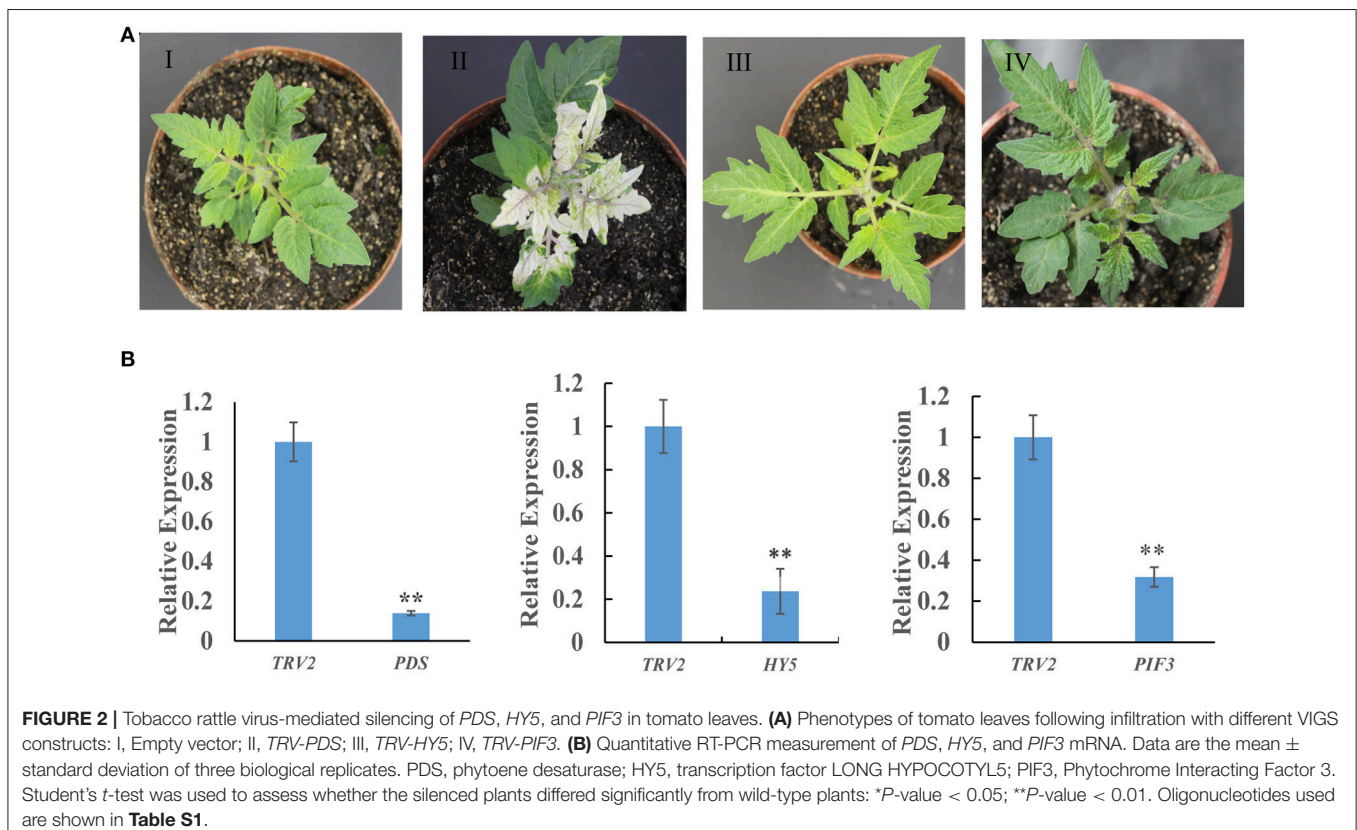 A
I
II
III
IV
B
Relative Expression
1.2
1
0.8
0.6
0.4
0.2
0
**
TRV2 PDS
Relative Expression
1.2
1
0.8
0.6
0.4
0.2
0
**
TRV2 HY5
Relative Expression
1.2
1
0.8
0.6
0.4
0.2
0
**
TRV2 PIF3
FIGURE 2 | Tobacco rattle virus-mediated silencing of PDS, HY5, and PIF3 in tomato leaves. (A) Phenotypes of tomato leaves following infiltration with different VIGS
constructs: I, Empty vector; II, TRV-PDS; III, TRV-HY5; IV, TRV-PIF3. (B) Quantitative RT-PCR measurement of PDS, HY5, and PIF3 mRNA. Data are the mean ±
standard deviation of three biological replicates. PDS, phytoene desaturase; HY5, transcription factor LONG HYPOCOTYL5; PIF3, Phytochrome Interacting Factor 3.
Student's t-test was used to assess whether the silenced plants differed significantly from wild-type plants: *P-value < 0.05; **P-value < 0.01. Oligonucleotides used
are shown in Table S1.